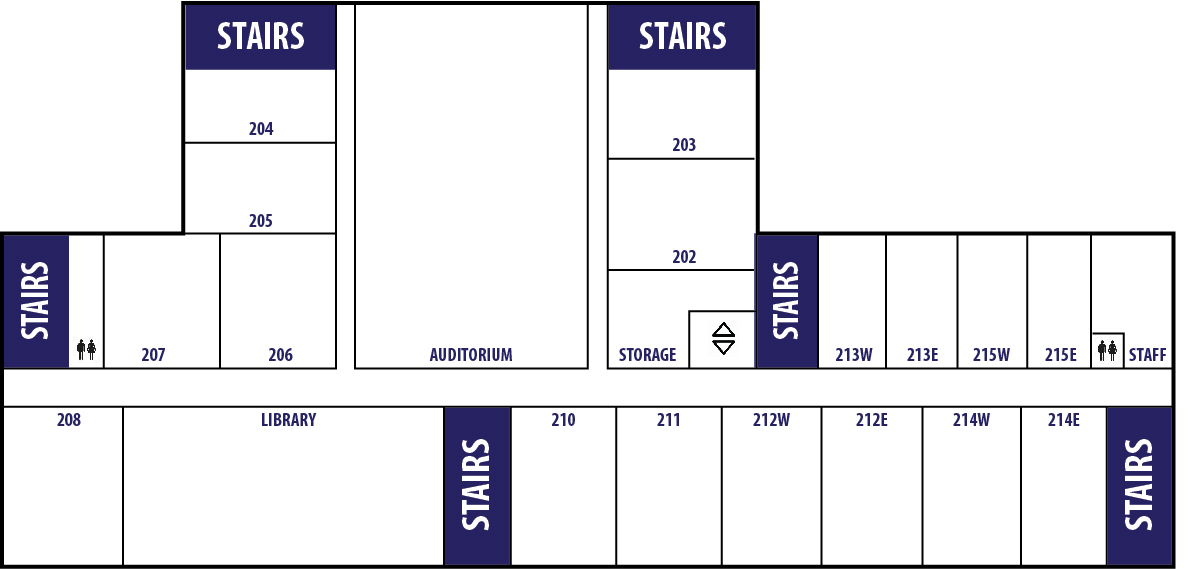 STAIRS
STAIRS
204
203
205
202
STAIRS
STAIRS
207
206
AUDITORIUM
STORAGE
213W
213E
215W
215E
STAFF
208
LIBRARY
STAIRS
210
211
212W
212E
214W
214E
STAIRS